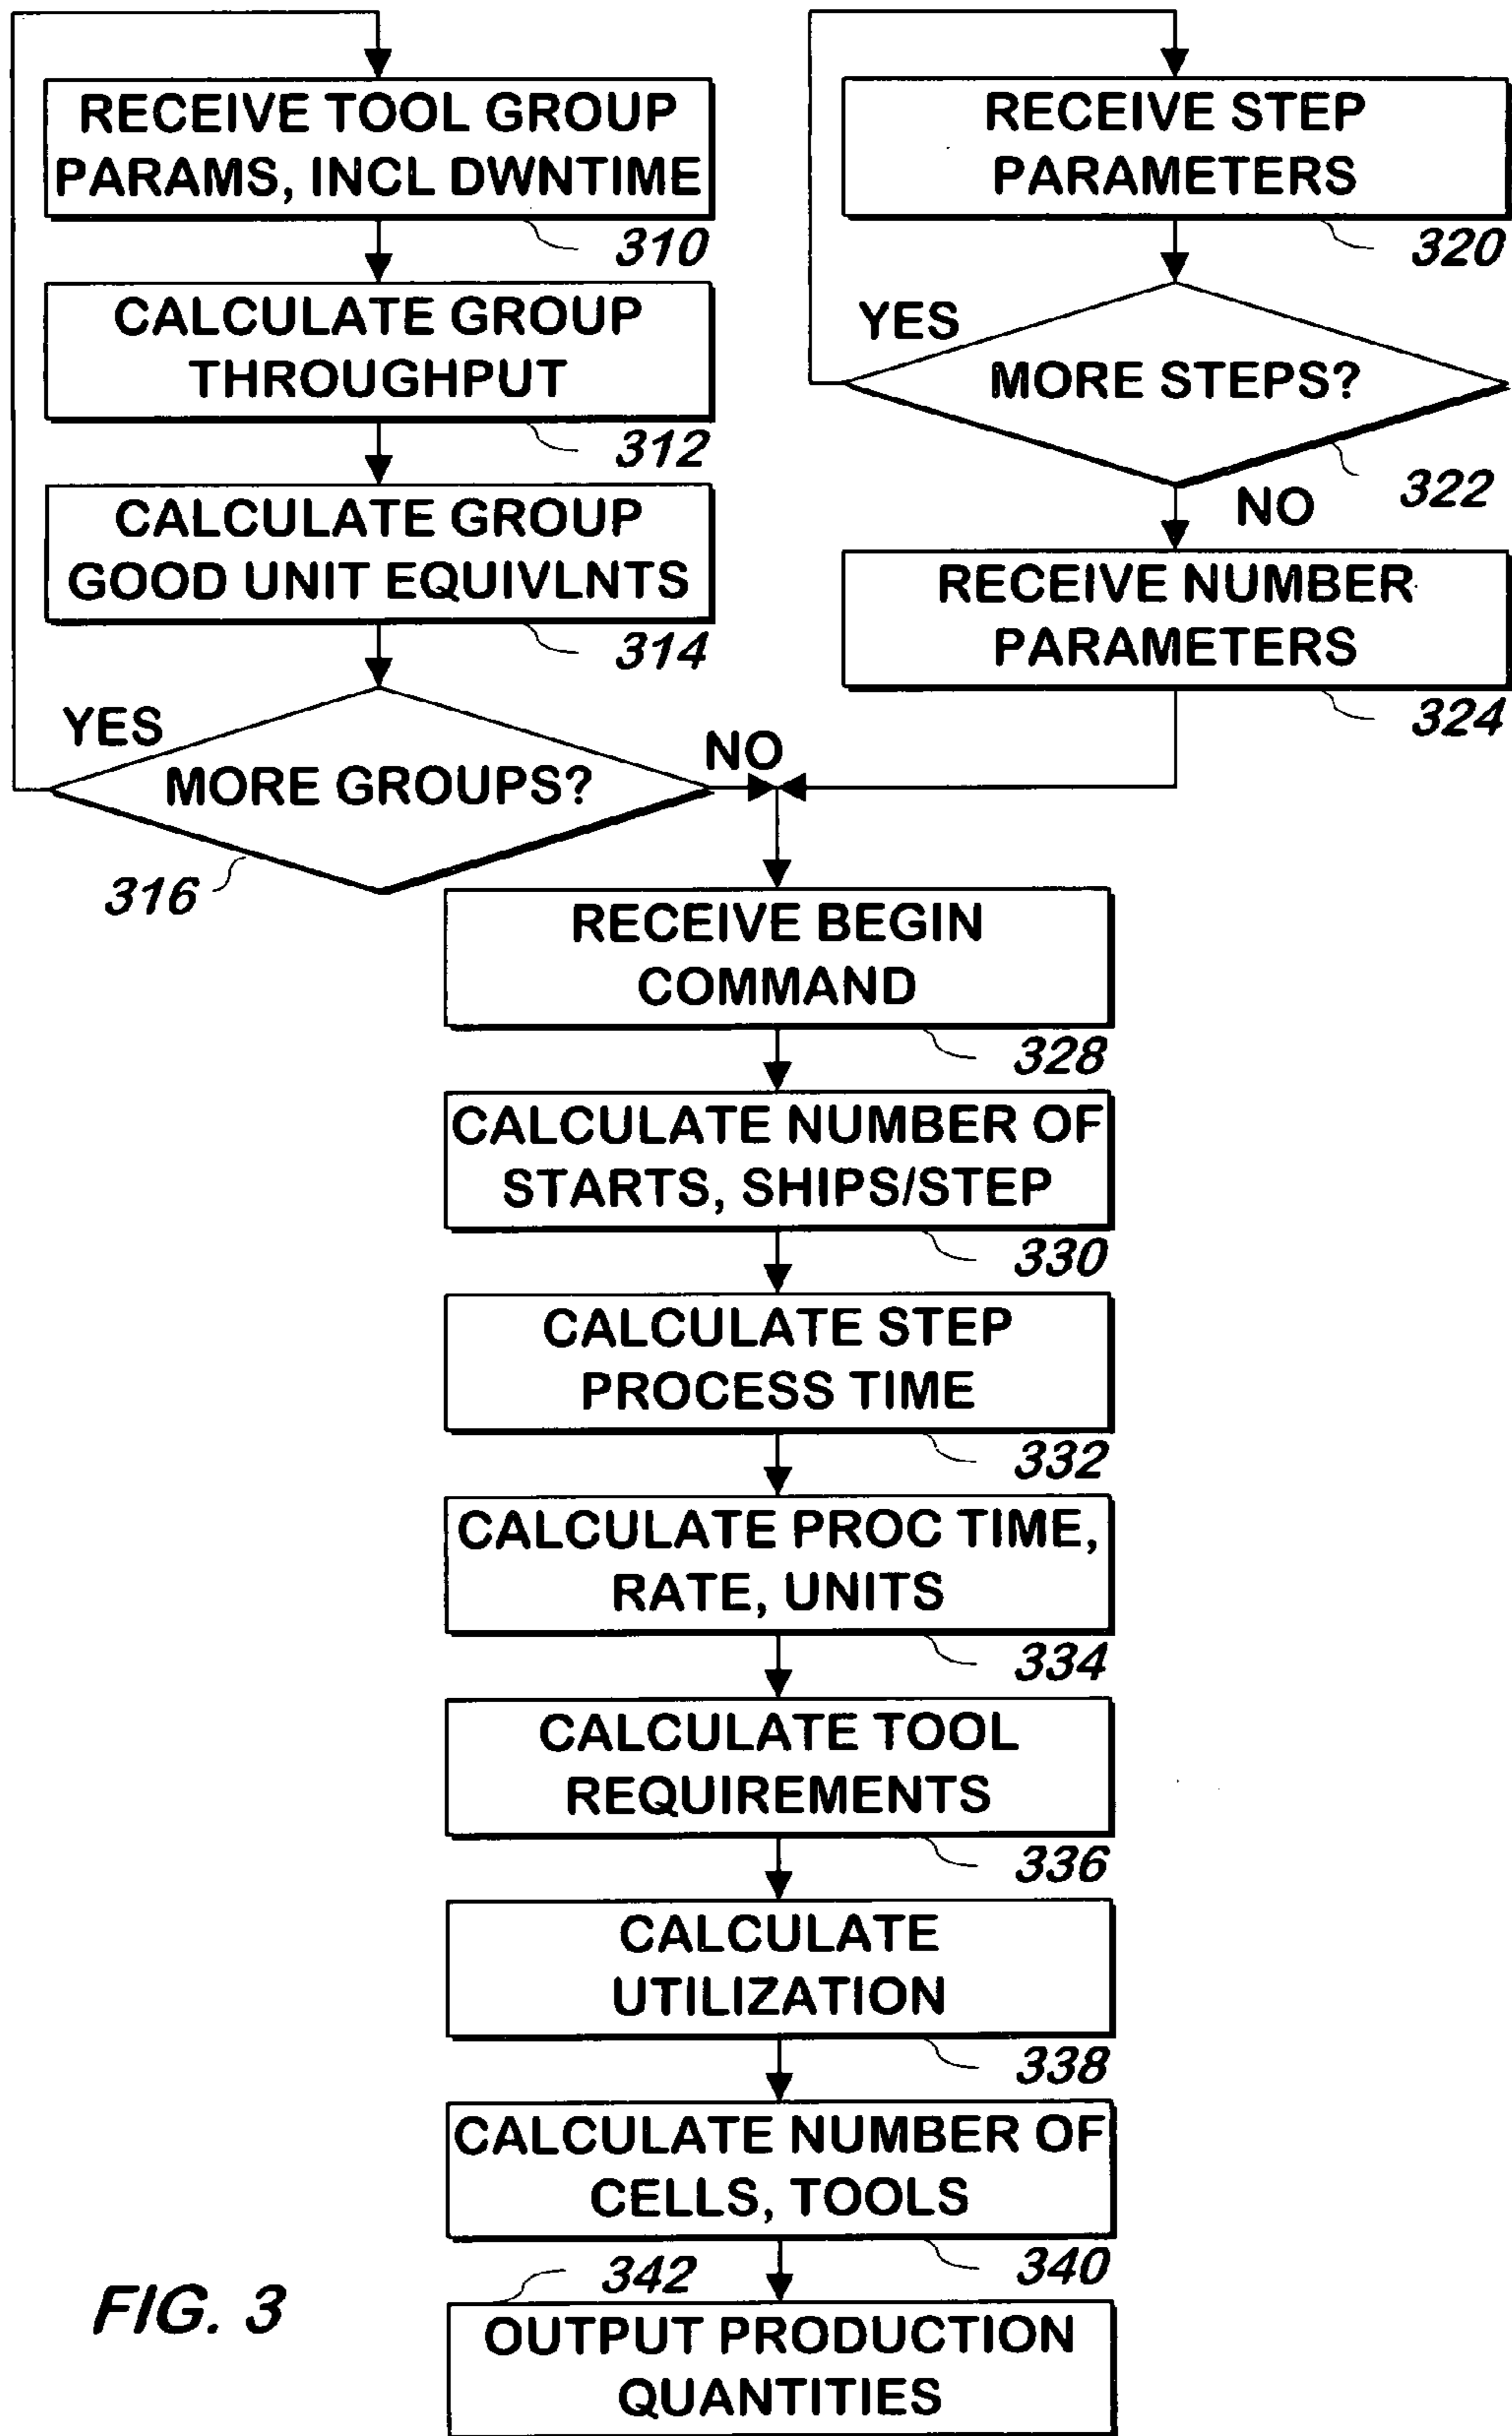 RECEIVE TOOL GROUP
PARAMS, INCL DWNTIME
310
CALCULATE GROUP
THROUGHPUT
312
CALCULATE GROUP
GOOD UNIT EQUIVLNTS
314
YES
MORE GROUPS?
NO
316
RECEIVE STEP
PARAMETERS
320
YES
MORE STEPS?
322
NO
RECEIVE NUMBER
PARAMETERS
324
RECEIVE BEGIN
COMMAND
328
CALCULATE NUMBER OF
STARTS, SHIPS/STEP
330
CALCULATE STEP
PROCESS TIME
332
CALCULATE PROC TIME,
RATE, UNITS
334
CALCULATE TOOL
REQUIREMENTS
336
CALCULATE
UTILIZATION
338
CALCULATE NUMBER OF
CELLS, TOOLS
340
342
OUTPUT PRODUCTION
QUANTITIES
FIG. 3